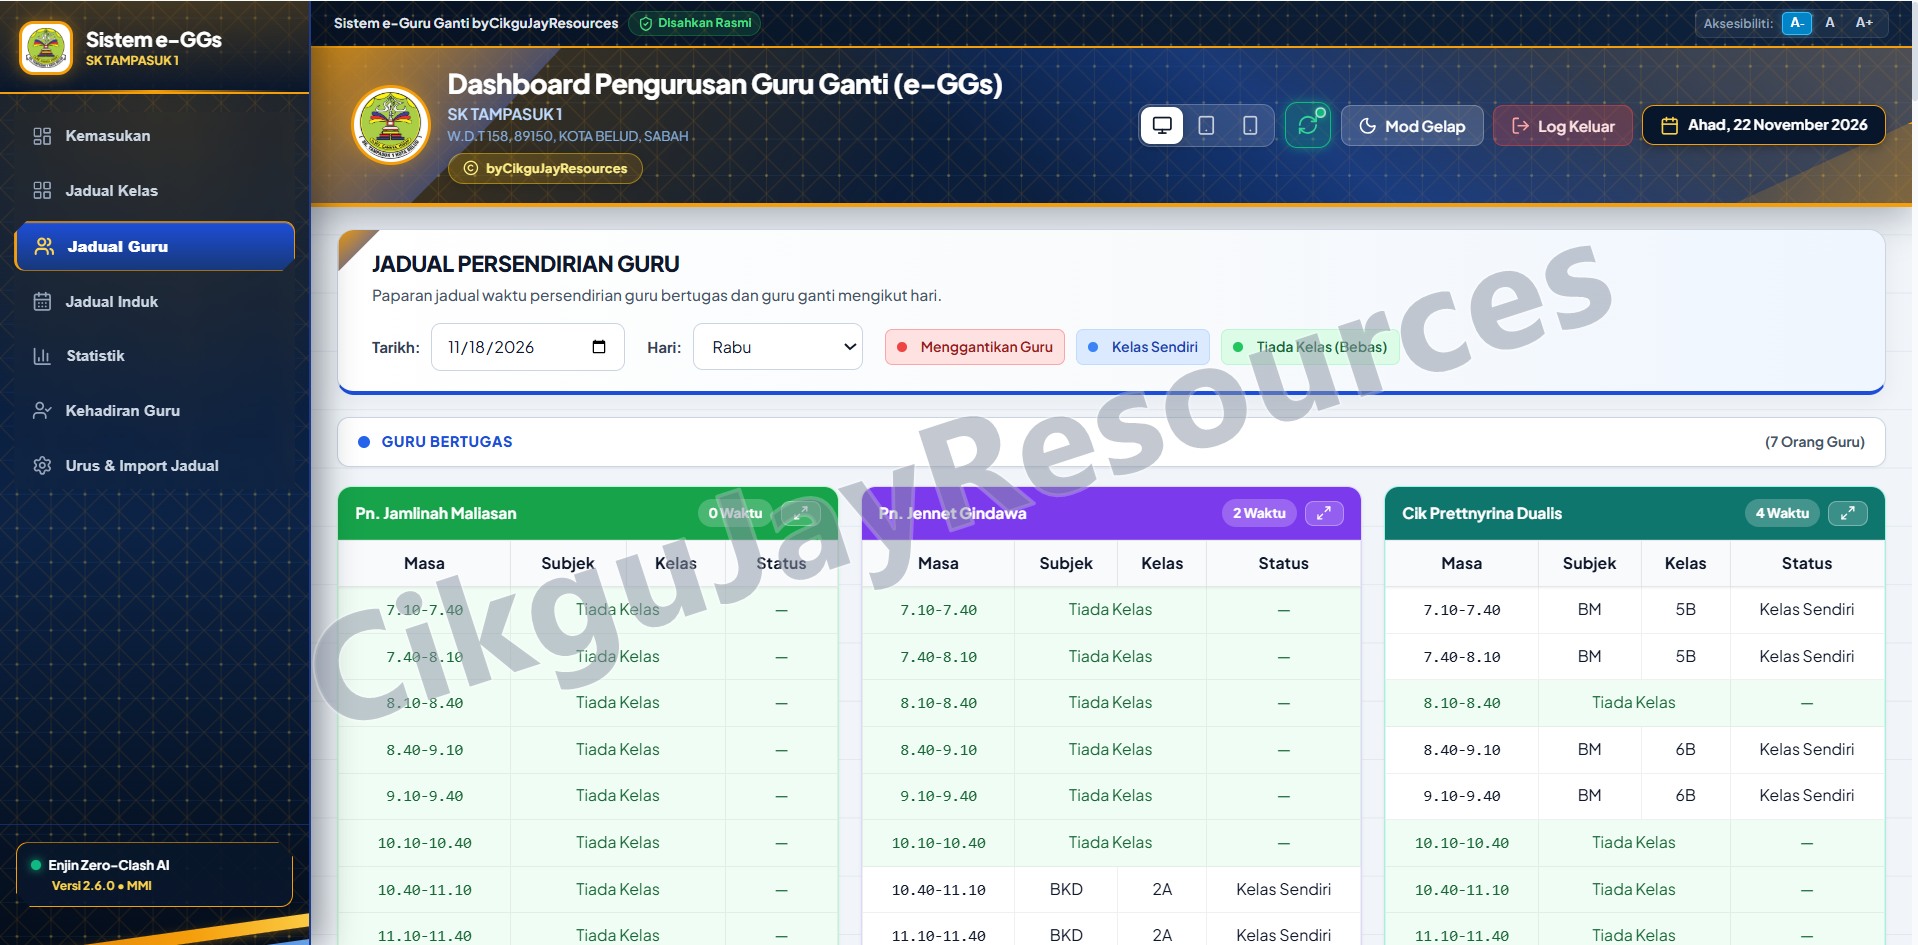 Sistem e-GGs
SK TAMPASUK 1
Kemasukan
Jadual Kelas
Jadual Guru
Jadual Induk
Statistik
Kehadiran Guru
Urus & Import Jadual
Enjin Zero-Clash AI
Versi 2.6.0 • MMI
Sistem e-Guru Ganti byCikguJayResources Disahkan Rasmi
Aksesibiliti: A- A A+
Dashboard Pengurusan Guru Ganti (e-GGs)
SK TAMPASUK 1
W.D.T 158, 89150, KOTA BELUD, SABAH
© byCikguJayResources
Mod Gelap Log Keluar Ahad, 22 November 2026
JADUAL PERSENDIRIAN GURU
Paparan jadual waktu persendirian guru bertugas dan guru ganti mengikut hari.
Tarikh: 11/18/2026 Hari: Rabu Menggantikan Guru Kelas Sendiri Tiada Kelas (Bebas)
GURU BERTUGAS (7 Orang Guru)
Pn. Jamlinah Maliasan 0 Waktu
Masa Subjek Kelas Status
7.10-7.40 Tiada Kelas —
7.40-8.10 Tiada Kelas —
8.10-8.40 Tiada Kelas —
8.40-9.10 Tiada Kelas —
9.10-9.40 Tiada Kelas —
10.10-10.40 Tiada Kelas —
10.40-11.10 Tiada Kelas —
11.10-11.40 Tiada Kelas —
Pn. Jennet Gindawa 2 Waktu
Masa Subjek Kelas Status
7.10-7.40 Tiada Kelas —
7.40-8.10 Tiada Kelas —
8.10-8.40 Tiada Kelas —
8.40-9.10 Tiada Kelas —
9.10-9.40 Tiada Kelas —
10.10-10.40 Tiada Kelas —
10.40-11.10 BKD 2A Kelas Sendiri
11.10-11.40 BKD 2A Kelas Sendiri
Cik Prettnyrina Dualis 4 Waktu
Masa Subjek Kelas Status
7.10-7.40 BM 5B Kelas Sendiri
7.40-8.10 BM 5B Kelas Sendiri
8.10-8.40 Tiada Kelas —
8.40-9.10 BM 6B Kelas Sendiri
9.10-9.40 BM 6B Kelas Sendiri
10.10-10.40 Tiada Kelas —
10.40-11.10 Tiada Kelas —
11.10-11.40 Tiada Kelas —
CikguJayResources